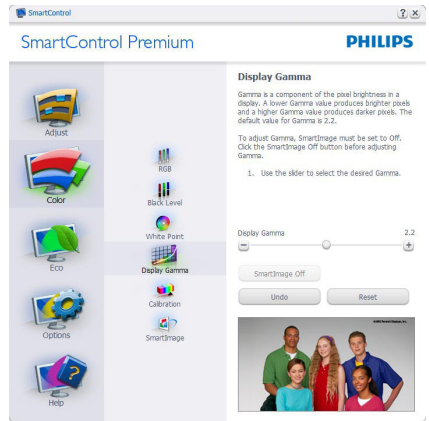 SmartControl
SmartControl Premium
PHILIPS
Adjust
Color
Eco
Options
Help
RGB
Black Level
White Point
Display Gamma
Calibration
SmartImage
Display Gamma
Gamma is a component of the pixel brightness in a
display. A lower Gamma value produces brighter pixels
and a higher Gamma value produces darker pixels. The
default value for Gamma is 2.2.
To adjust Gamma, SmartImage must be set to Off.
Click the SmartImage Off button before adjusting
Gamma.
1. Use the slider to select the desired Gamma.
Display Gamma 2.2
SmartImage Off
Undo Reset